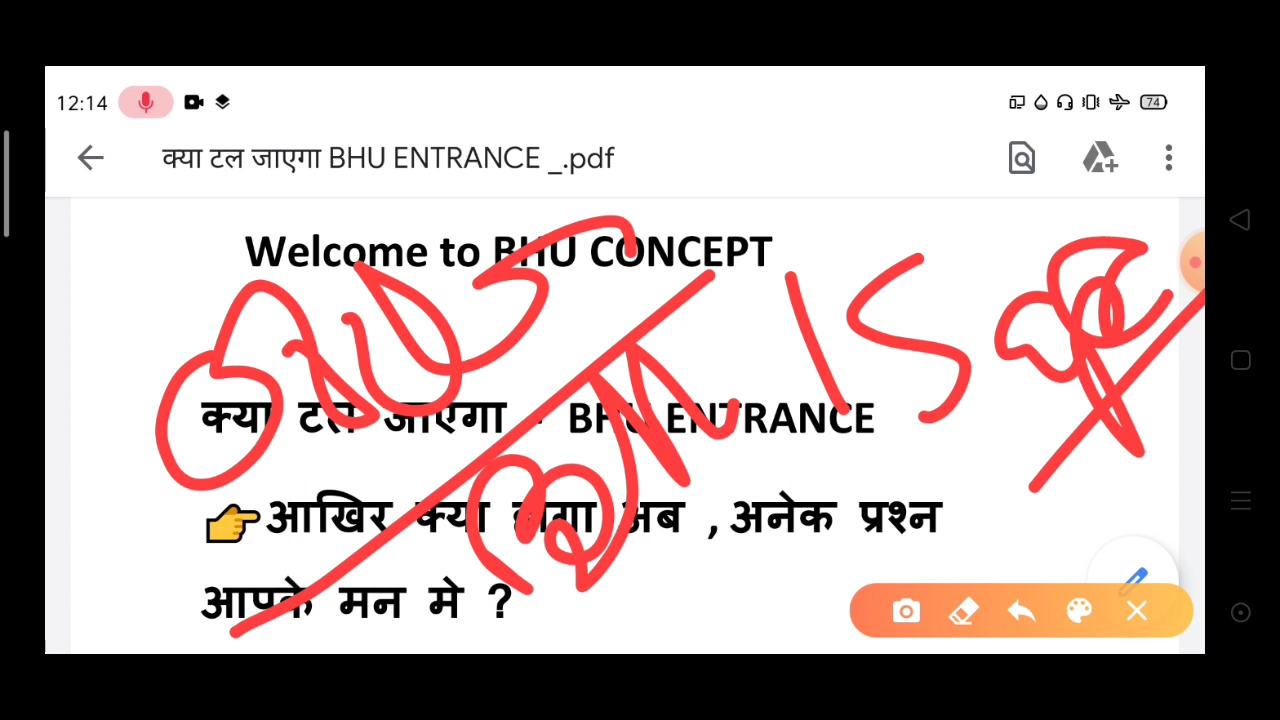 12:14
74
क्या टल जाएगा BHU ENTRANCE _.pdf
Welcome to BHU CONCEPT
क्या टल जाएगा - BHU ENTRANCE
👉आखिर क्या होगा अब , अनेक प्रश्न
आपके मन मे ?